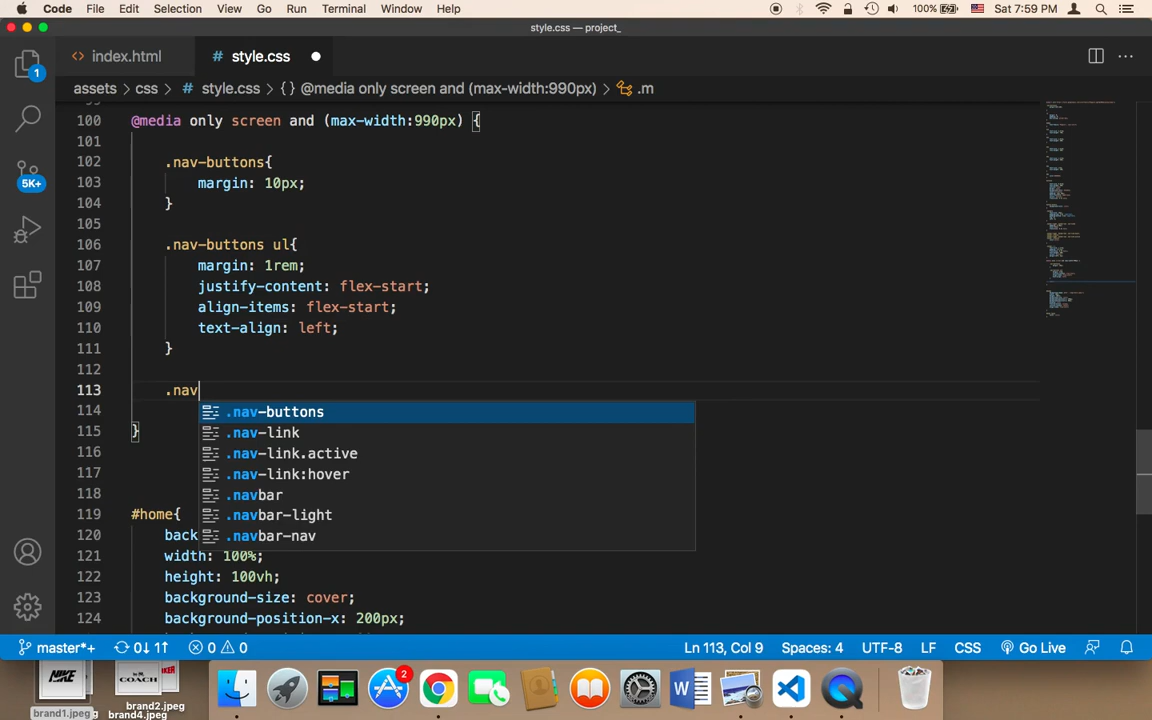 Code File Edit Selection View Go Run Terminal Window Help 100% Sat 7:59 PM
style.css — project_
index.html style.css
assets > css > style.css > {} @media only screen and (max-width:990px) > .m
100 @media only screen and (max-width:990px) {
101
102 .nav-buttons{
103 margin: 10px;
104 }
105
106 .nav-buttons ul{
107 margin: 1rem;
108 justify-content: flex-start;
109 align-items: flex-start;
110 text-align: left;
111 }
112
113 .nav
114 .nav-buttons
.nav-link
115 }
116 .nav-link.active
117 .nav-link:hover
118 .navbar
119 #home{ .navbar-light
120 back .navbar-nav
121 width: 100%;
122 height: 100vh;
123 background-size: cover;
124 background-position-x: 200px;
1
5K+
master*+ 0↓ 1↑ 0 0 Ln 113, Col 9 Spaces: 4 UTF-8 LF CSS Go Live
NIKE COACH 2
brand1.jpeg brand2.jpeg
brand4.jpeg